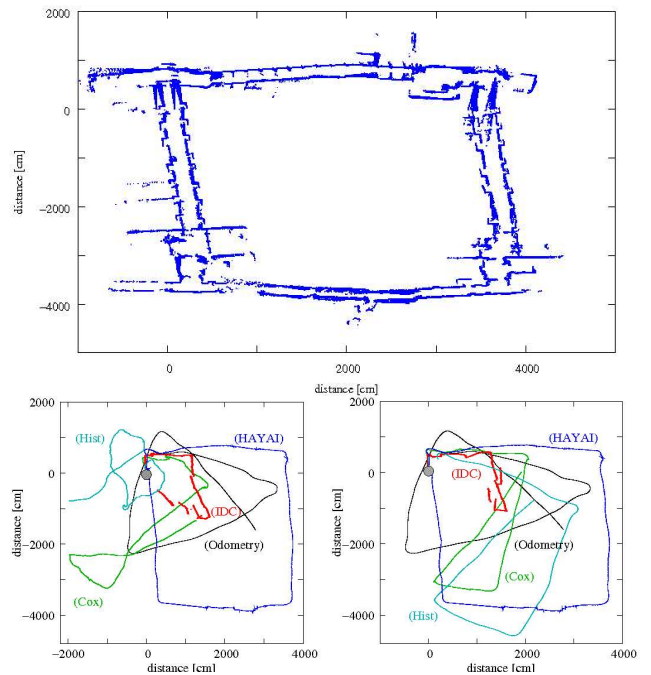 2000
0
−2000
−4000
distance [cm]
0
2000
4000
distance [cm]
2000
0
−2000
−4000
distance [cm]
(Hist)
(HAYAI)
(IDC)
(Odometry)
(Cox)
−2000
0
2000
4000
distance [cm]
2000
0
−2000
−4000
distance [cm]
(HAYAI)
(IDC)
(Odometry)
(Cox)
(Hist)
0
2000
4000
distance [cm]